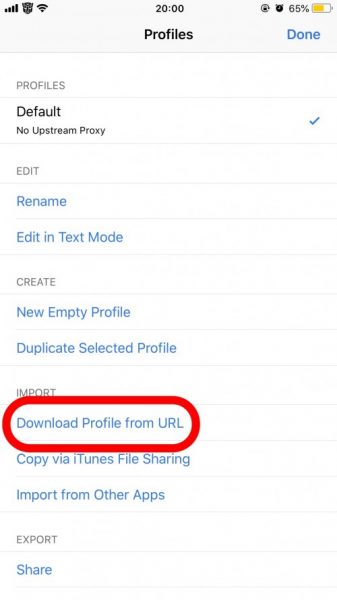 20:00
65%
Profiles
Done
PROFILES
Default
No Upstream Proxy
EDIT
Rename
Edit in Text Mode
CREATE
New Empty Profile
Duplicate Selected Profile
IMPORT
Download Profile from URL
Copy via iTunes File Sharing
Import from Other Apps
EXPORT
Share